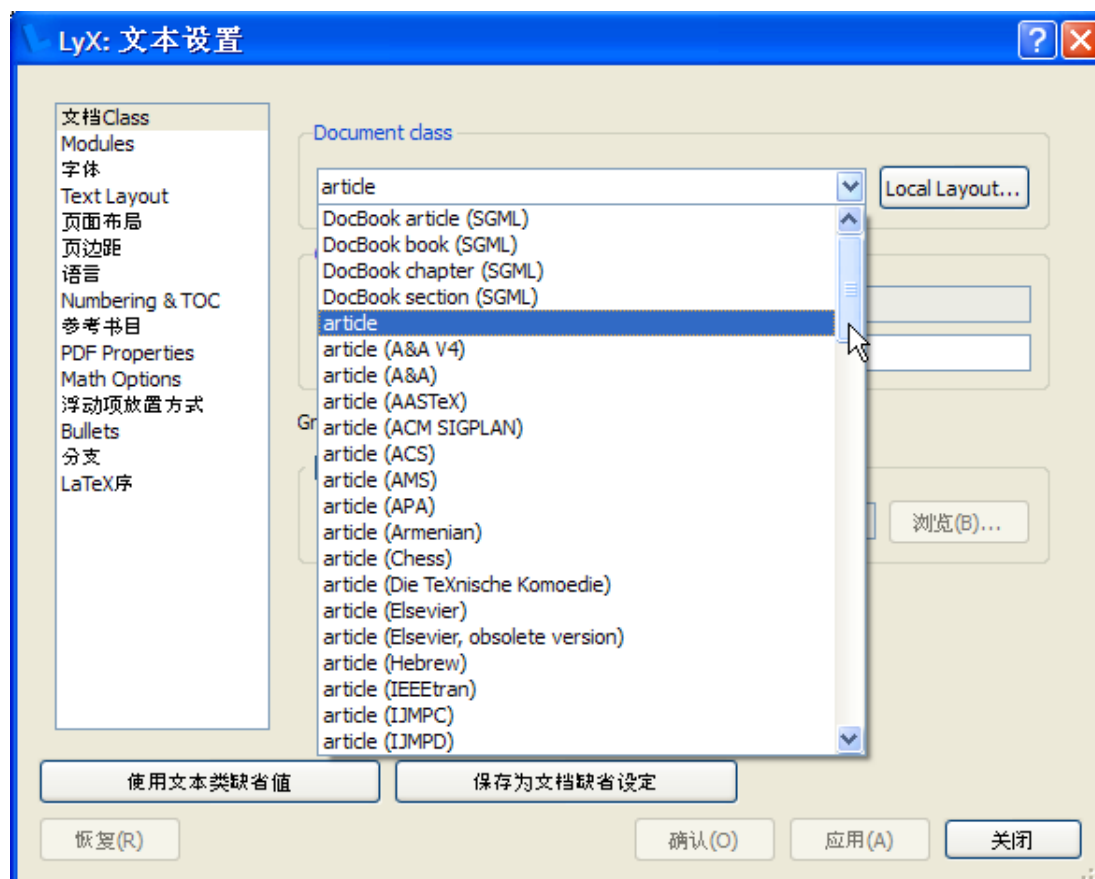 LyX: 文本设置
文档Class
Modules
字体
Text Layout
页面布局
页边距
语言
Numbering & TOC
参考书目
PDF Properties
Math Options
浮动项放置方式
Bullets
分支
LaTeX序
Document class
article
Local Layout...
DocBook article (SGML)
DocBook book (SGML)
DocBook chapter (SGML)
DocBook section (SGML)
article
article (A&A V4)
article (A&A)
article (AASTeX)
article (ACM SIGPLAN)
article (ACS)
article (AMS)
article (APA)
article (Armenian)
article (Chess)
article (Die TeXnische Komoedie)
article (Elsevier)
article (Elsevier, obsolete version)
article (Hebrew)
article (IEEEtran)
article (IJMPC)
article (IJMPD)
浏览(B)...
使用文本类缺省值
保存为文档缺省设定
恢复(R)
确认(O)
应用(A)
关闭